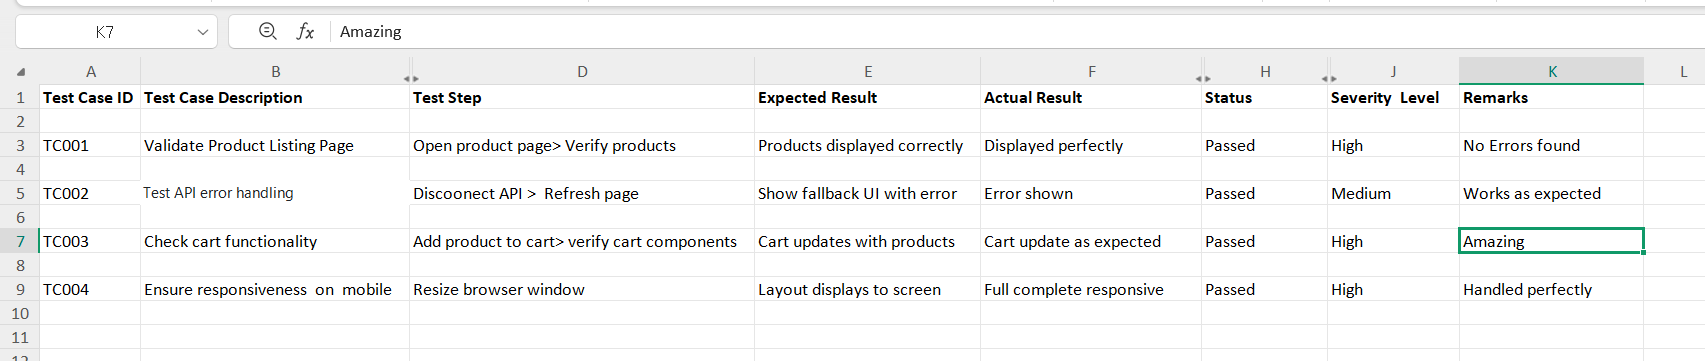 K7 fx Amazing
A B D E F H J K L
1 Test Case ID Test Case Description Test Step Expected Result Actual Result Status Severity  Level Remarks
2
3 TC001 Validate Product Listing Page Open product page> Verify products Products displayed correctly Displayed perfectly Passed High No Errors found
4
5 TC002 Test API error handling Discoonect API >  Refresh page Show fallback UI with error Error shown Passed Medium Works as expected
6
7 TC003 Check cart functionality Add product to cart> verify cart components Cart updates with products Cart update as expected Passed High Amazing
8
9 TC004 Ensure responsiveness  on  mobile Resize browser window Layout displays to screen Full complete responsive Passed High Handled perfectly
10
11
12